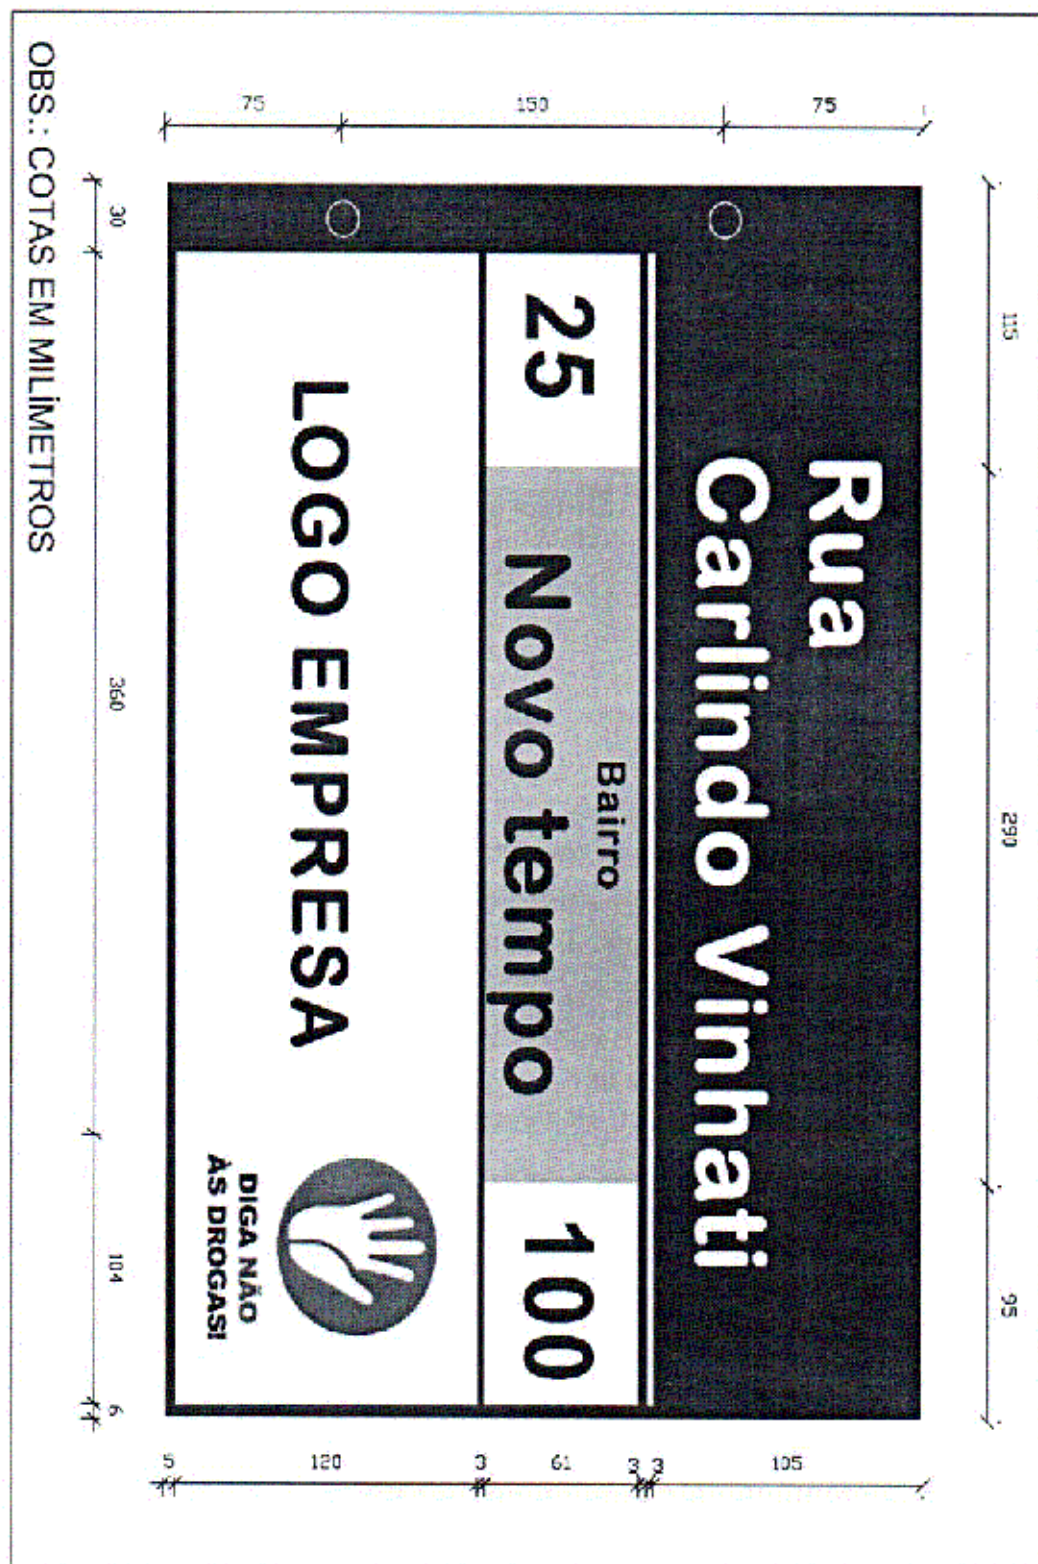 115 290 95
75
150
75
Rua
Carlindo Vinhati
25
Bairro
Novo tempo
100
LOGO EMPRESA
DIGA NÃO
ÀS DROGAS!
105
3
3
61
3
120
5
30 360 104 6
OBS.: COTAS EM MILÍMETROS